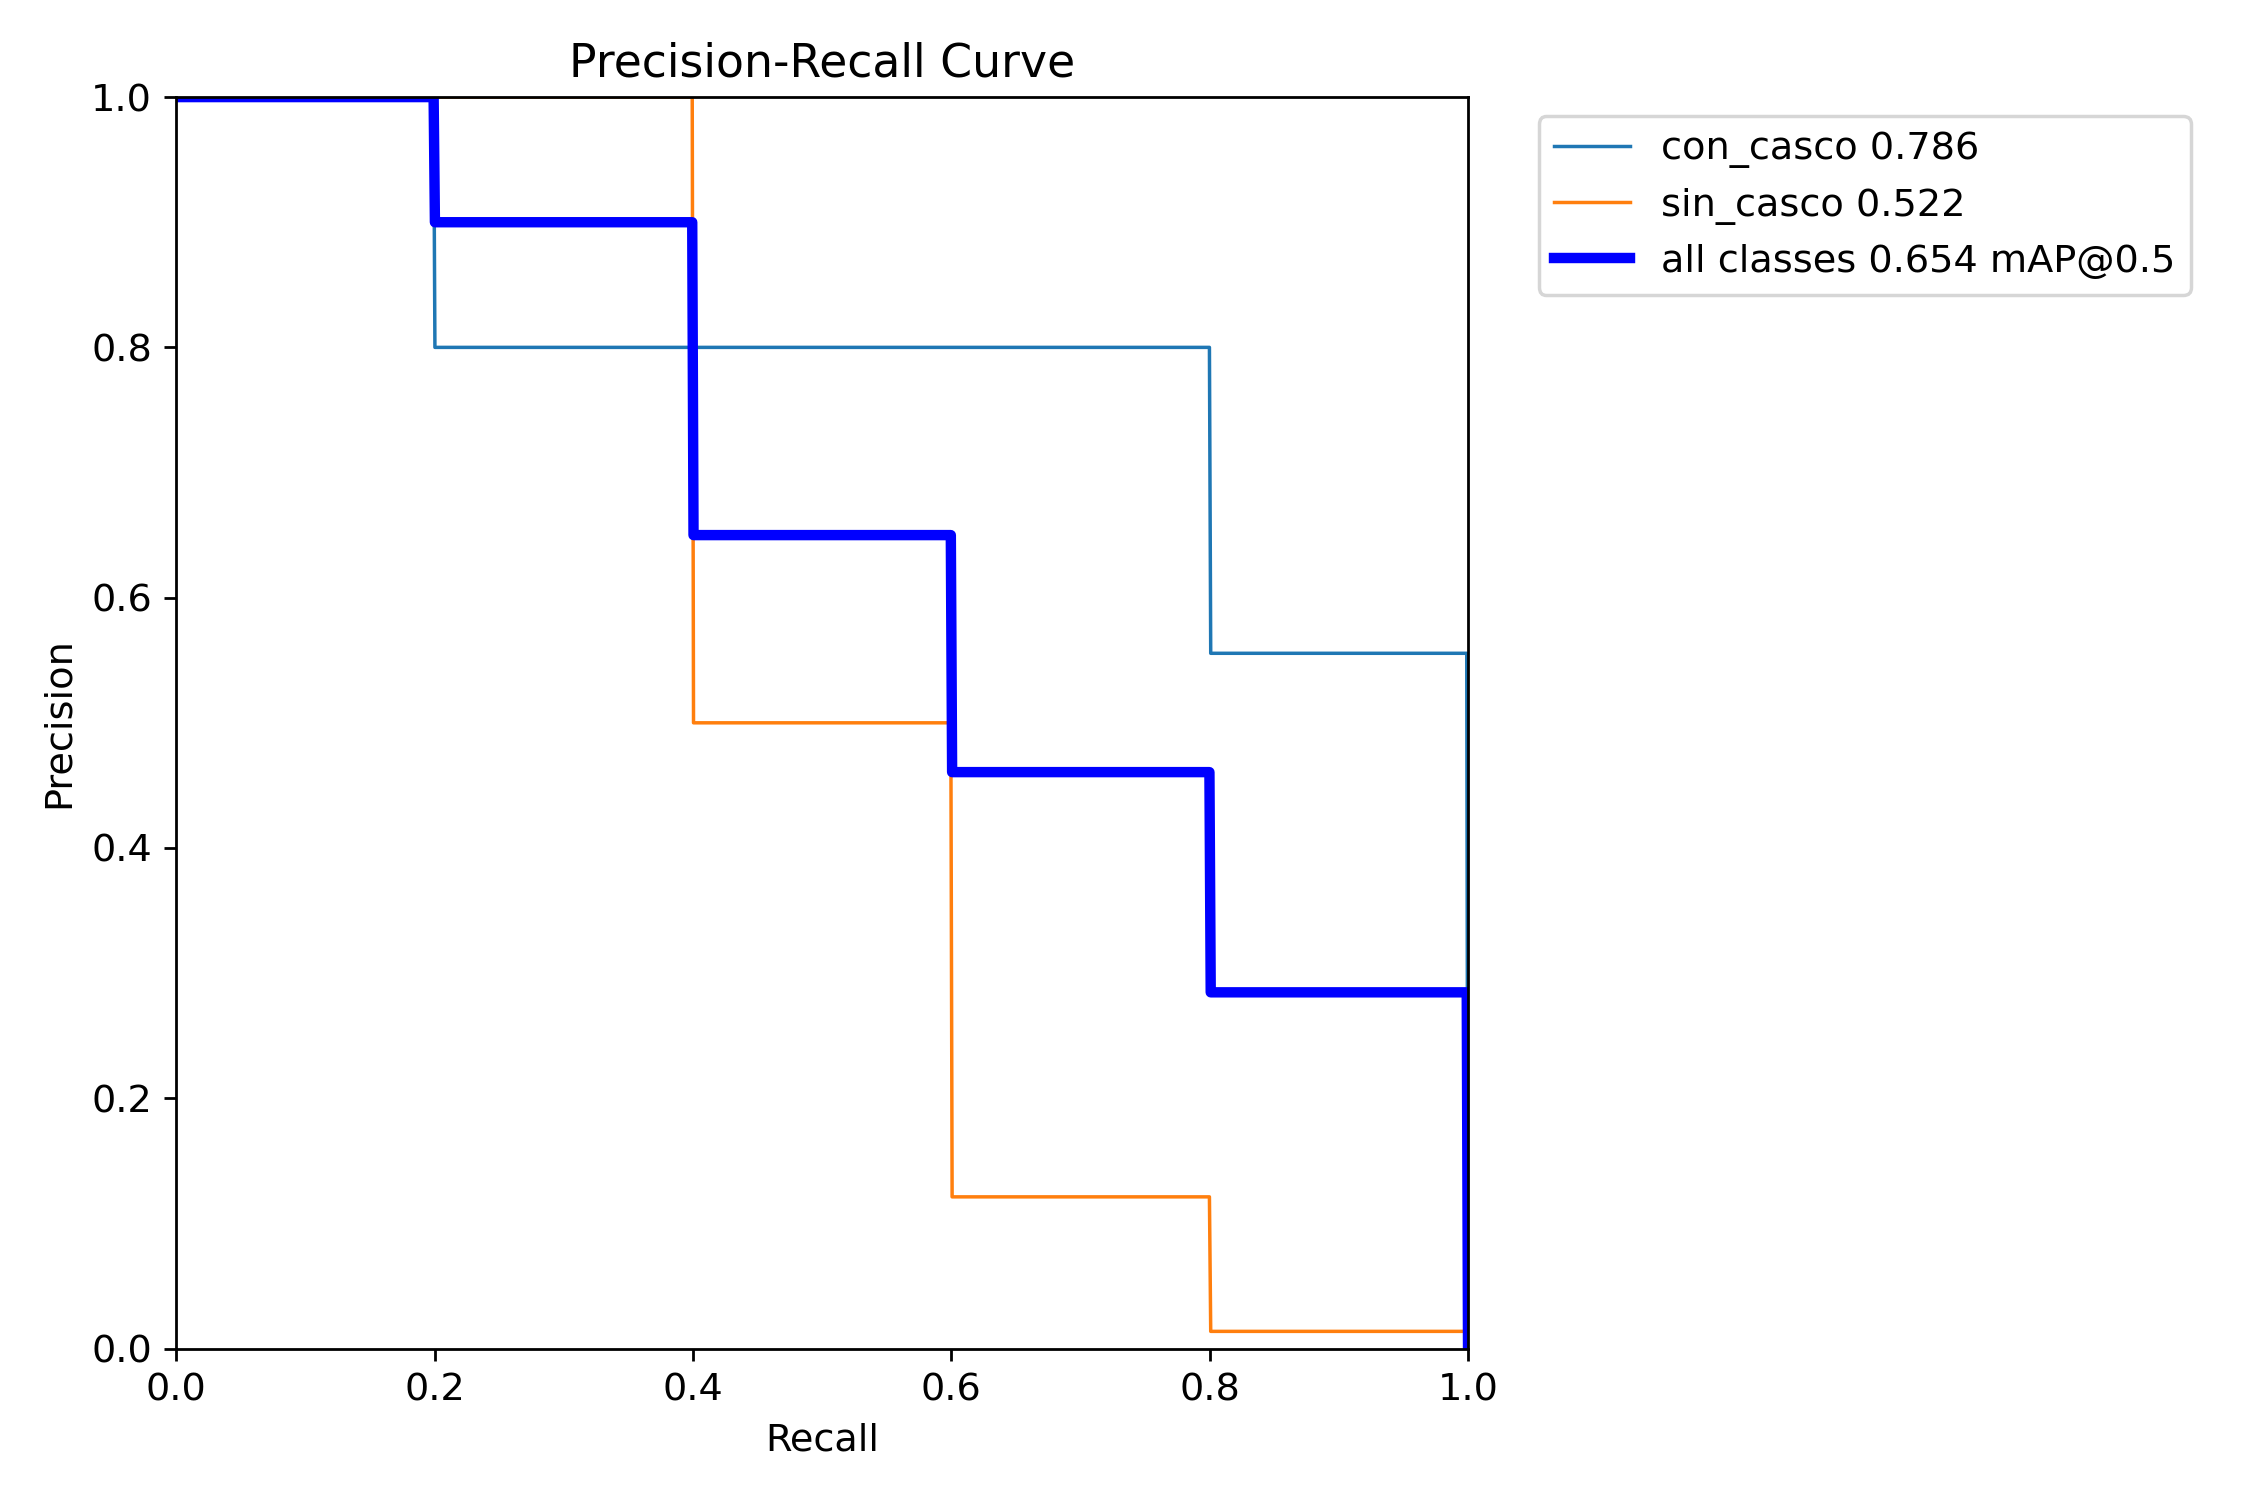 Precision-Recall Curve
con_casco 0.786
sin_casco 0.522
all classes 0.654 mAP@0.5
Precision
1.0
0.8
0.6
0.4
0.2
0.0
0.0 0.2 0.4 0.6 0.8 1.0
Recall